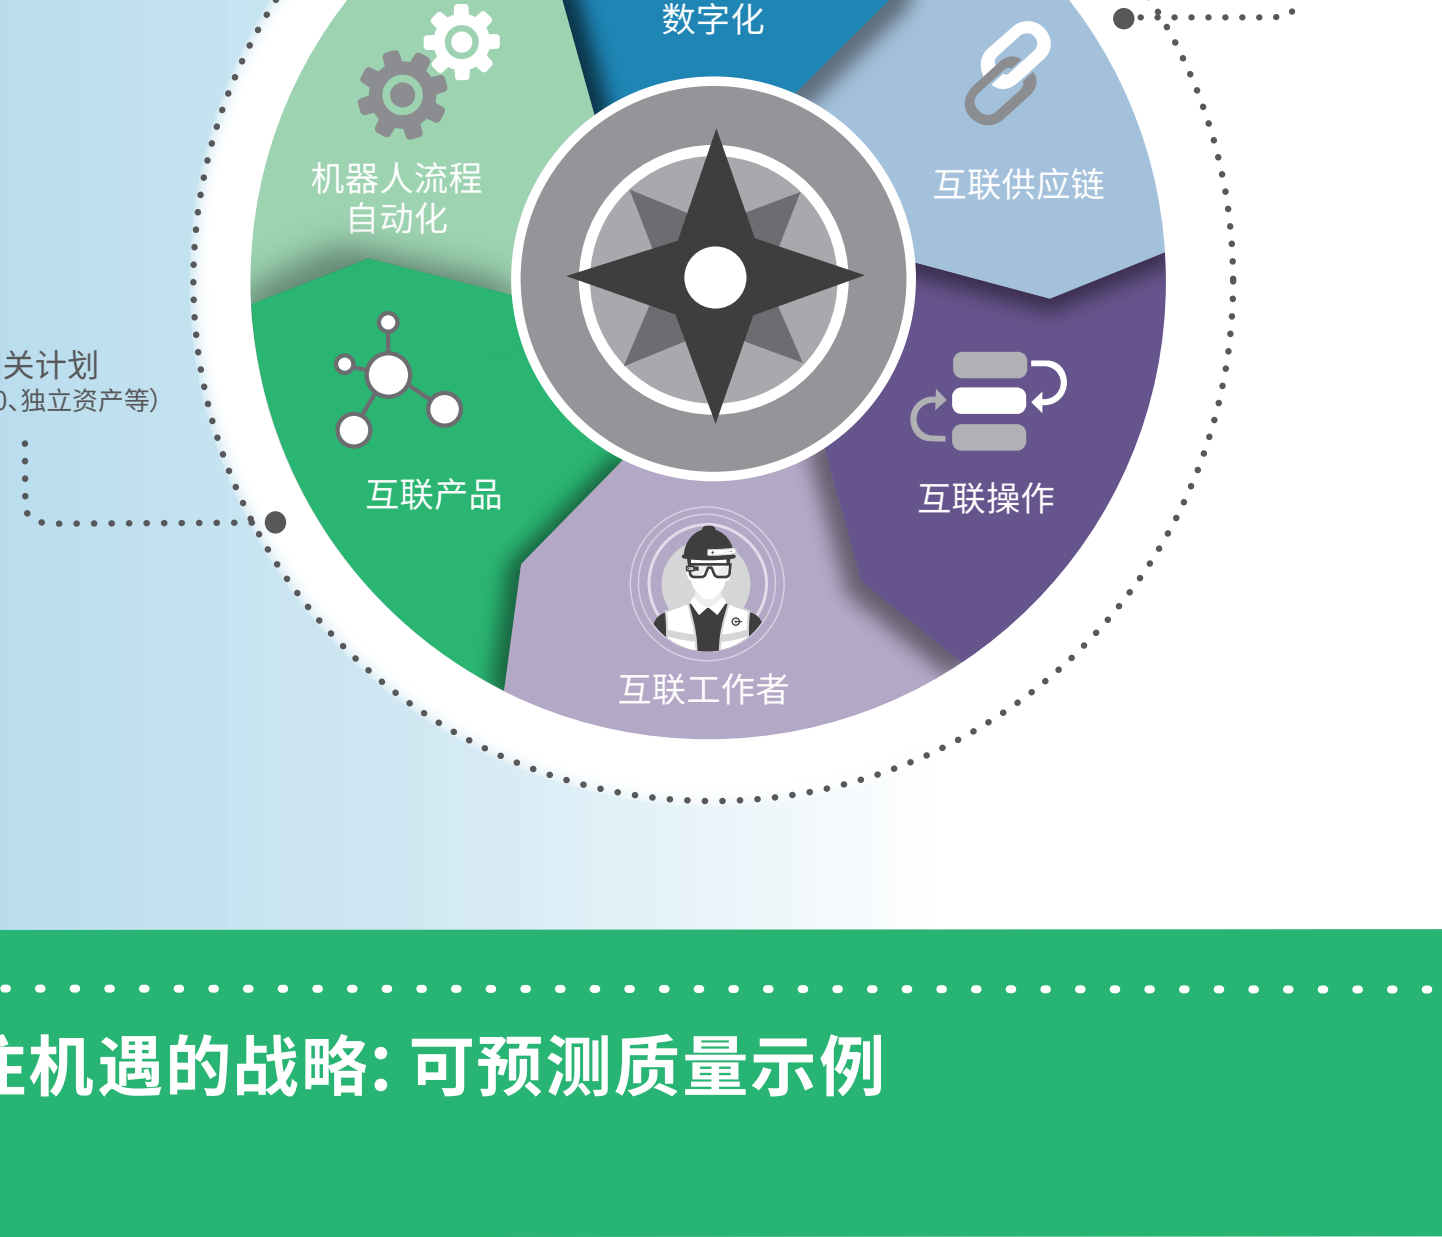 数字化
机器人流程
自动化
互联供应链
关计划
0、独立资产等）
互联产品
互联操作
互联工作者
住机遇的战略：可预测质量示例